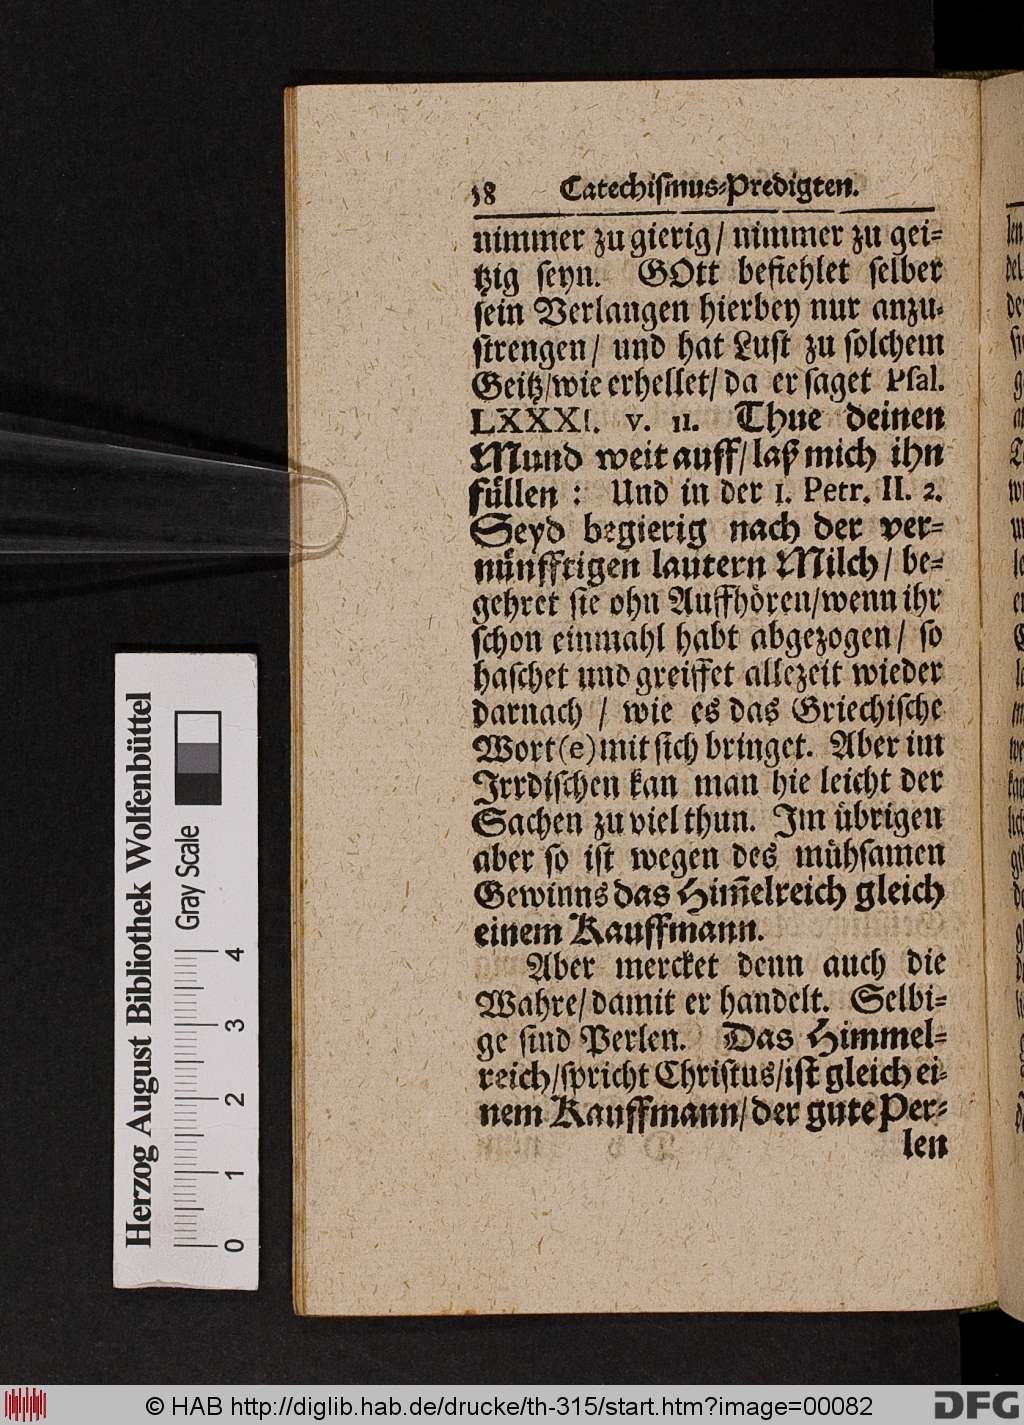 58 Catechiſmus-Predigten.
nimmer zu gierig/ nimmer zu gei-
tzig ſeyn. GOtt befiehlet ſelber
ſein Verlangen hierbey nur anzu-
ſtrengen/ und hat Luſt zu ſolchem
Geitz/wie erhellet/ da er ſaget Pſal.
LXXXI. v. 11. Thue deinen
Mund weit auff/ laß mich ihn
füllen : Und in der 1. Petr. II. 2.
Seyd begierig nach der ver-
nünfftigen lautern Milch/ be-
gehret ſie ohn Auffhören/wenn ihr
ſchon einmahl habt abgezogen/ ſo
haſchet und greiffet allezeit wieder
darnach / wie es das Griechiſche
Wort (e) mit ſich bringet. Aber im
Irrdiſchen kan man hie leicht der
Sachen zu viel thun. Im übrigen
aber ſo iſt wegen des mühſamen
Gewinns das Him̃elreich gleich
einem Kauffmann.
Aber mercket denn auch die
Wahre/ damit er handelt. Selbi-
ge ſind Perlen. Das Himmel-
reich/ſpricht Chriſtus/iſt gleich ei-
nem Kauffmann/ der gute Per-
len
Herzog August Bibliothek Wolfenbüttel
Gray Scale
0 1 2 3 4
© HAB http://diglib.hab.de/drucke/th-315/start.htm?image=00082
DFG